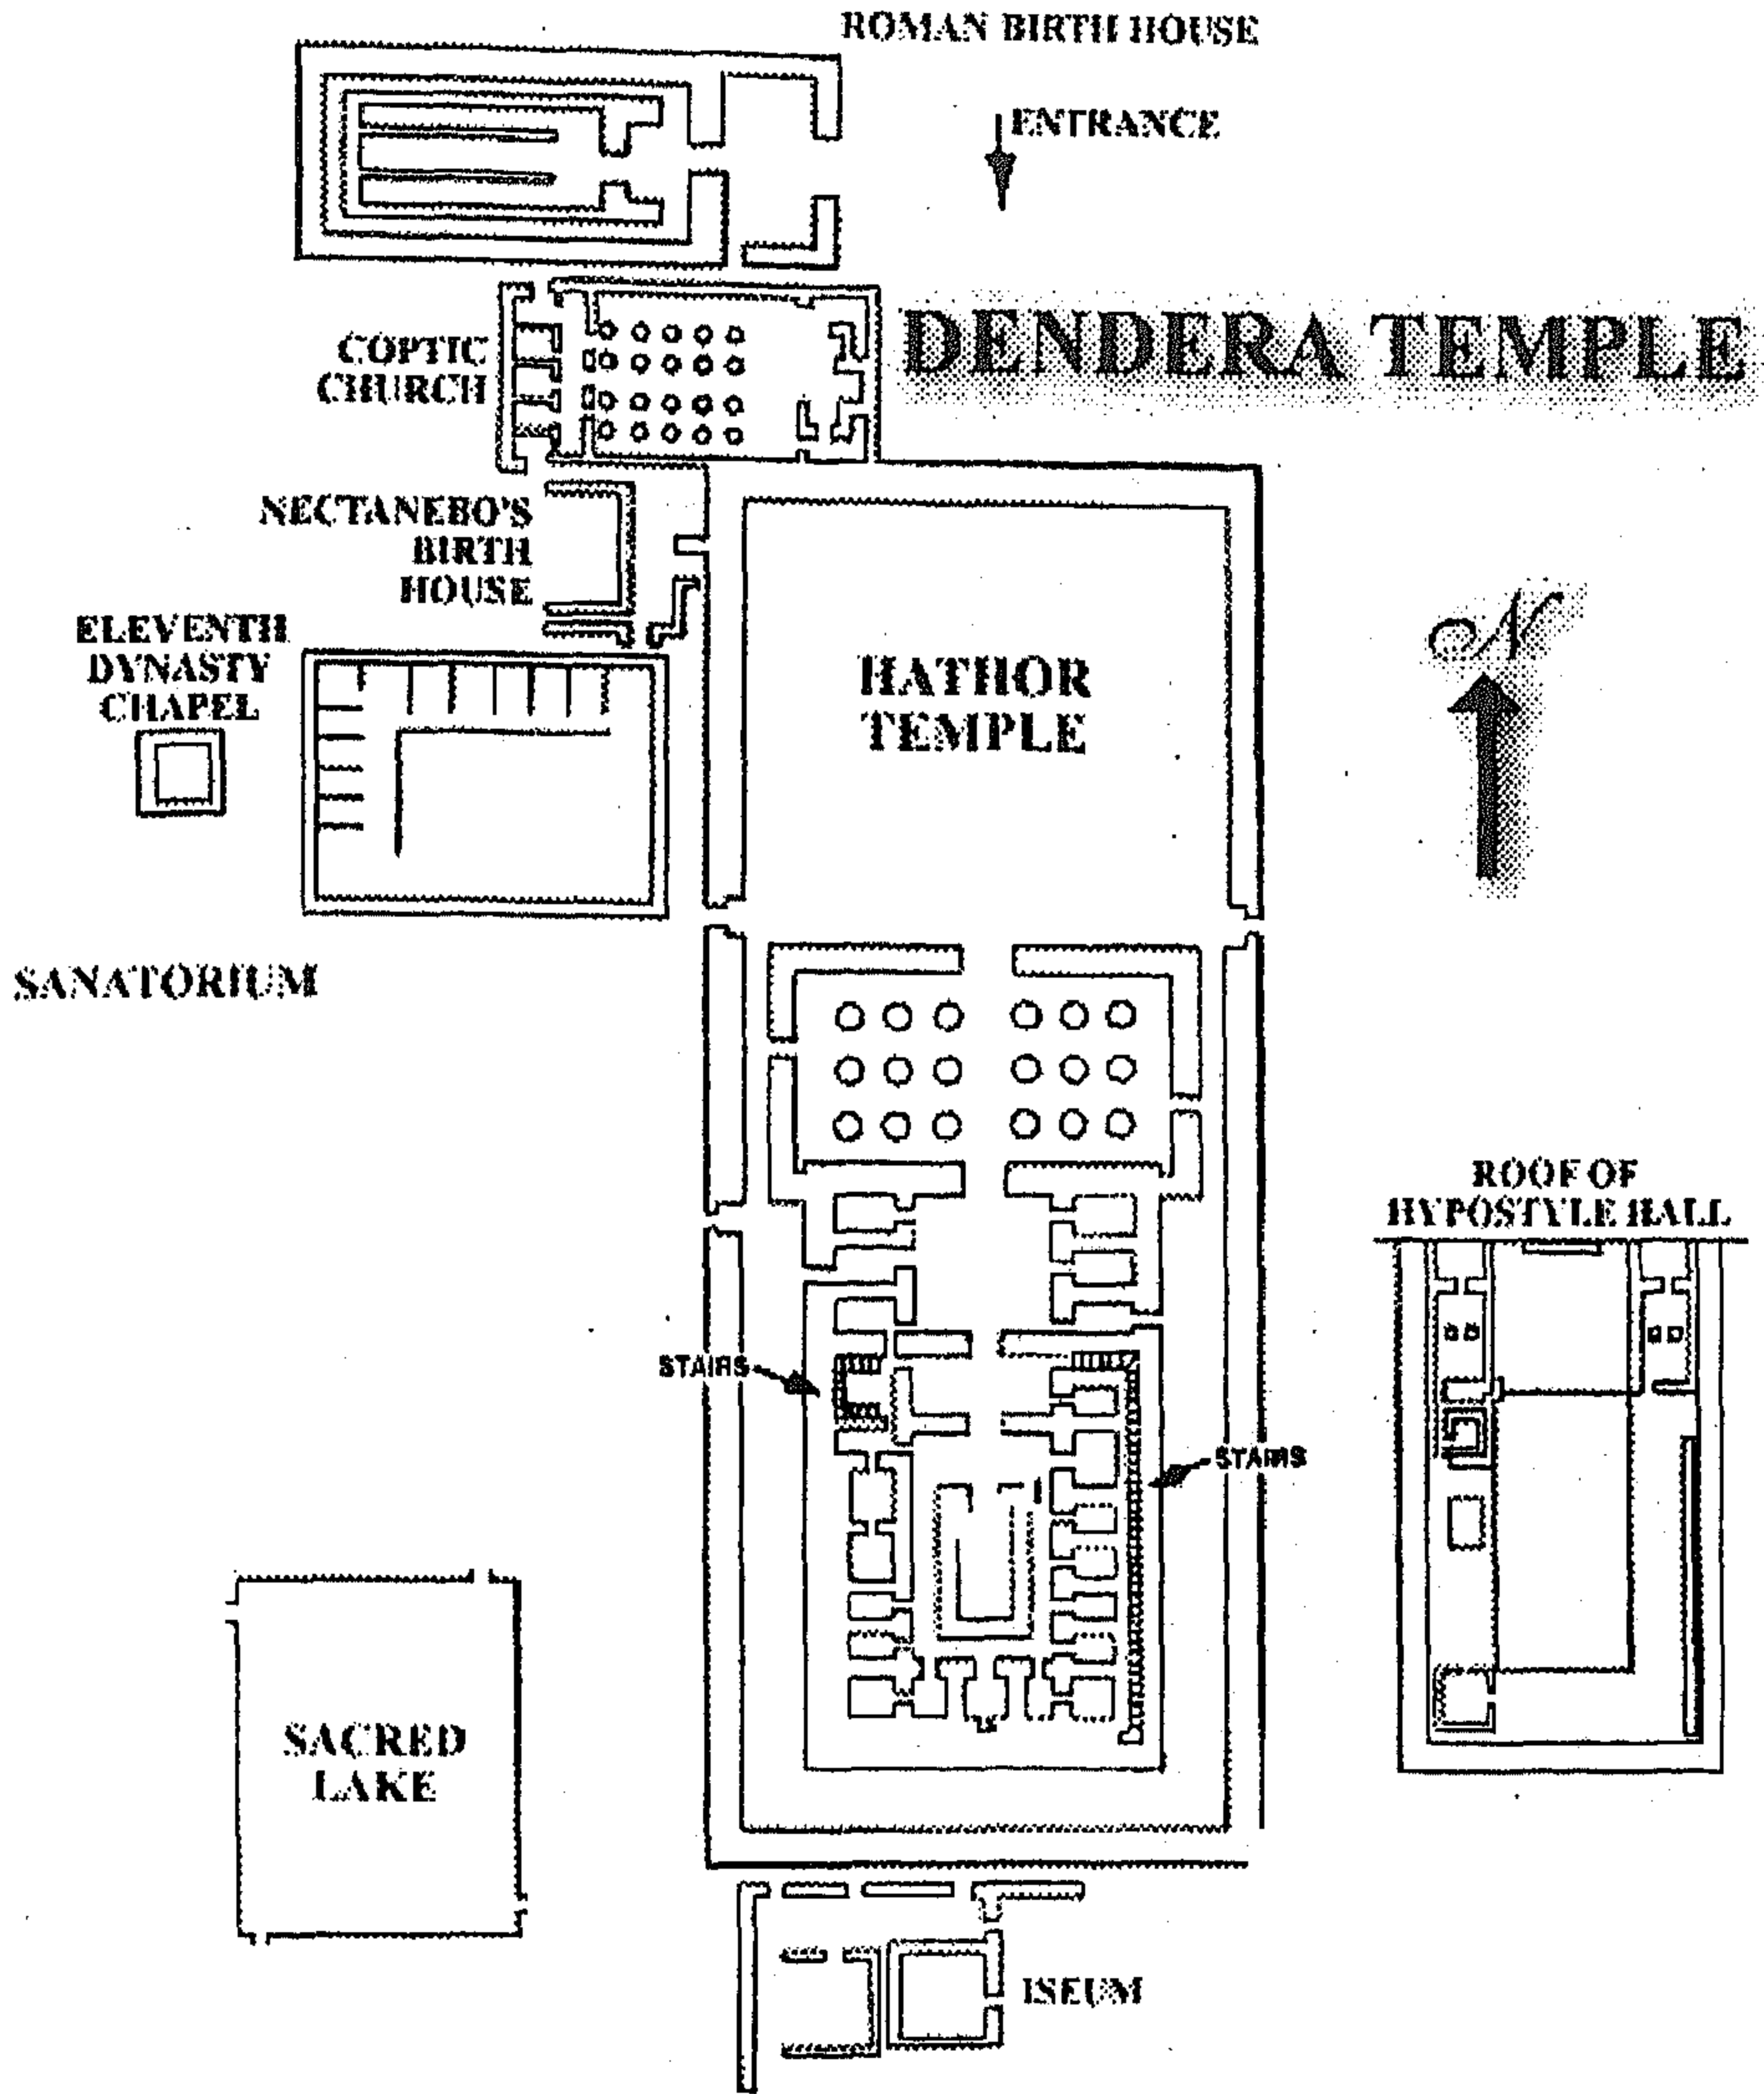 ROMAN BIRTH HOUSE
ENTRANCE
DENDERA TEMPLE
COPTIC
CHURCH
NECTANEBO'S
BIRTH
HOUSE
ELEVENTH
DYNASTY
CHAPEL
HATHOR
TEMPLE
N
SANATORIUM
ROOF OF
HYPOSTYLE HALL
STAIRS
STAIRS
SACRED
LAKE
ISEUM